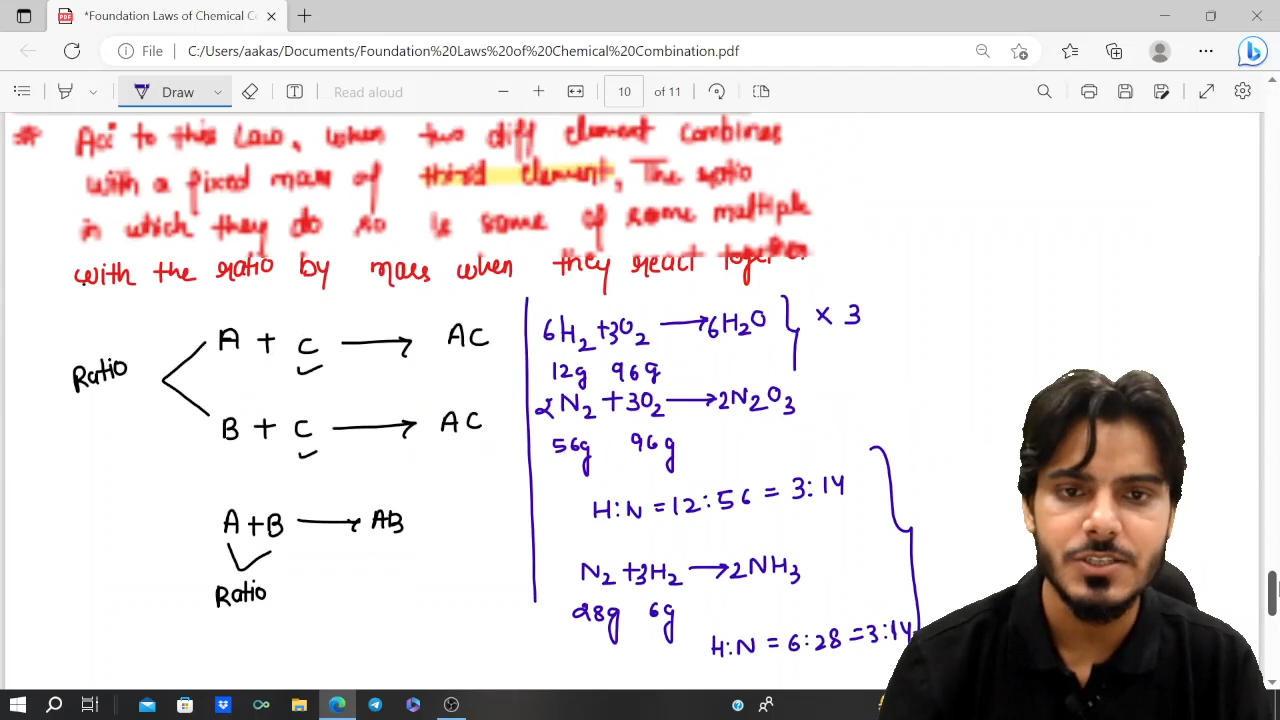 *Foundation Laws of Chemical C
File
C:/Users/aakas/Documents/Foundation%20Laws%20of%20Chemical%20Combination.pdf
Draw
Read aloud
10
of 11
* Acc to this Law, when two diff element combines
with a fixed mass of third element, The ratio
in which they do so is same of some multiple
with the ratio by mass when they react together.
Ratio
A + C → AC
B + C → AC
A+B → AB
Ratio
6H₂ +3O₂ → 6H₂O } × 3
12g 96g
2N₂ + 3O₂ → 2N₂O₃
56g 96g
H:N = 12:56 = 3:14
N₂ +3H₂ → 2NH₃
28g 6g
H:N = 6:28 = 3:14